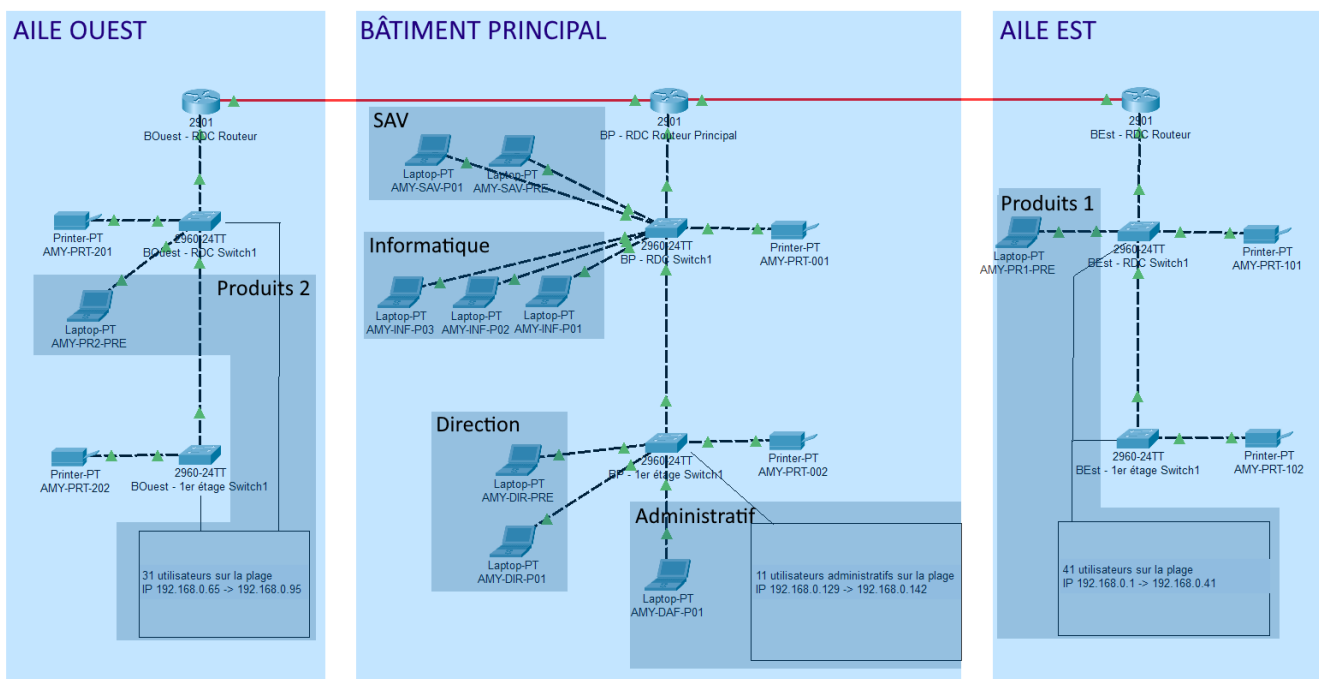 AILE OUEST
2901
BOuest - RDC Routeur
Printer-PT
AMY-PRT-201
2960-24TT
BOuest - RDC Switch1
Produits 2
Laptop-PT
AMY-PR2-PRE
Printer-PT
AMY-PRT-202
2960-24TT
BOuest - 1er étage Switch1
31 utilisateurs sur la plage
IP 192.168.0.65 -> 192.168.0.95
BÂTIMENT PRINCIPAL
2901
BP - RDC Routeur Principal
SAV
Laptop-PT
AMY-SAV-P01
Laptop-PT
AMY-SAV-PRE
2960-24TT
BP - RDC Switch1
Printer-PT
AMY-PRT-001
Informatique
Laptop-PT
AMY-INF-P03
Laptop-PT
AMY-INF-P02
Laptop-PT
AMY-INF-P01
Direction
Laptop-PT
AMY-DIR-PRE
Laptop-PT
AMY-DIR-P01
2960-24TT
BP - 1er étage Switch1
Printer-PT
AMY-PRT-002
Administratif
Laptop-PT
AMY-DAF-P01
11 utilisateurs administratifs sur la plage
IP 192.168.0.129 -> 192.168.0.142
AILE EST
2901
BEst - RDC Routeur
Produits 1
Laptop-PT
AMY-PR1-PRE
2960-24TT
BEst - RDC Switch1
Printer-PT
AMY-PRT-101
2960-24TT
BEst - 1er étage Switch1
Printer-PT
AMY-PRT-102
41 utilisateurs sur la plage
IP 192.168.0.1 -> 192.168.0.41